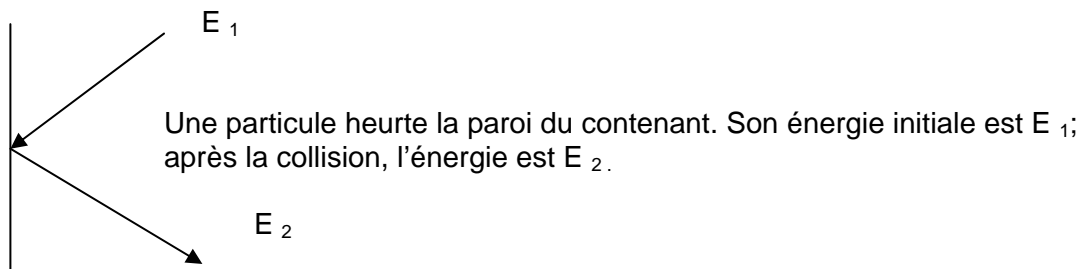 E ₁
Une particule heurte la paroi du contenant. Son énergie initiale est E ₁;
après la collision, l’énergie est E ₂ .
E ₂